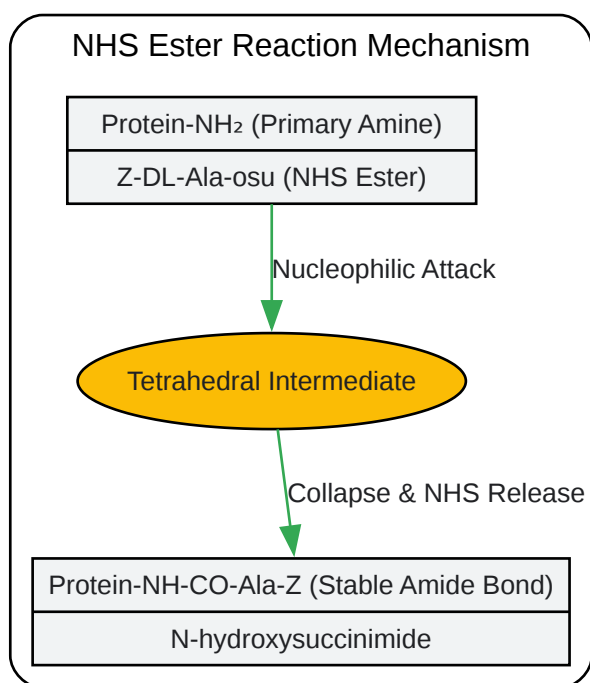 NHS Ester Reaction Mechanism
Protein-NH₂ (Primary Amine)
Z-DL-Ala-osu (NHS Ester)
Nucleophilic Attack
Tetrahedral Intermediate
Collapse & NHS Release
Protein-NH-CO-Ala-Z (Stable Amide Bond)
N-hydroxysuccinimide